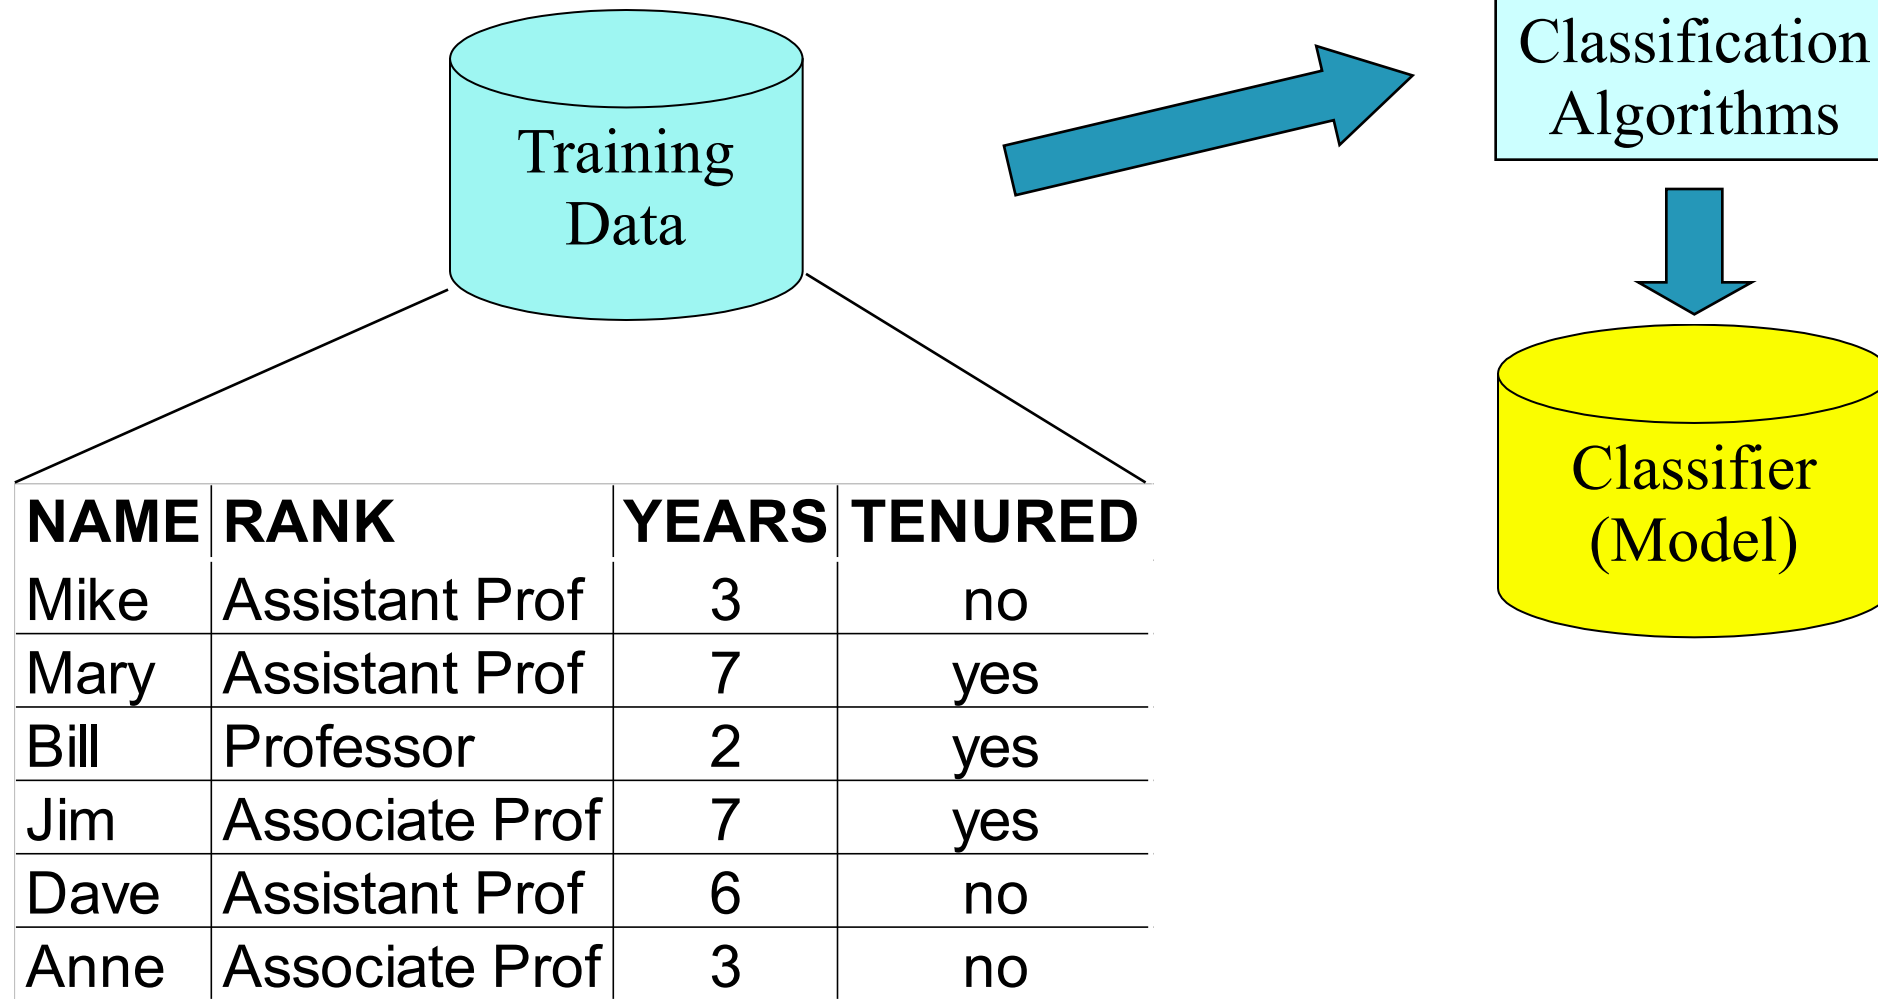 Training
Data
Classification
Algorithms
Classifier
(Model)
NAME RANK YEARS TENURED
Mike Assistant Prof 3 no
Mary Assistant Prof 7 yes
Bill Professor 2 yes
Jim Associate Prof 7 yes
Dave Assistant Prof 6 no
Anne Associate Prof 3 no